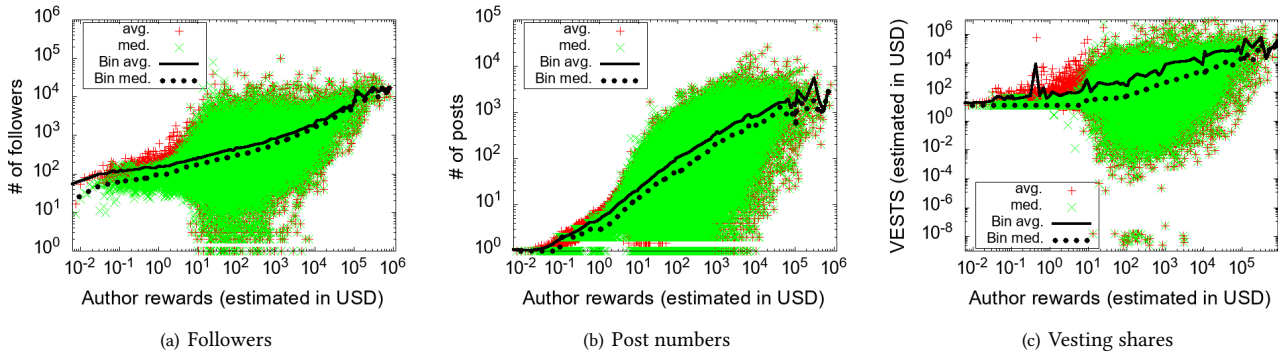 # of followers
10^6
10^5
10^4
10^3
10^2
10^1
10^0
avg.
med.
Bin avg.
Bin med.
10^-2 10^-1 10^0 10^1 10^2 10^3 10^4 10^5 10^6
Author rewards (estimated in USD)
(a) Followers
# of posts
10^5
10^4
10^3
10^2
10^1
10^0
avg.
med.
Bin avg.
Bin med.
10^-2 10^-1 10^0 10^1 10^2 10^3 10^4 10^5 10^6
Author rewards (estimated in USD)
(b) Post numbers
VESTS (estimated in USD)
10^6
10^4
10^2
10^0
10^-2
10^-4
10^-6
10^-8
avg.
med.
Bin avg.
Bin med.
10^-2 10^-1 10^0 10^1 10^2 10^3 10^4 10^5
Author rewards (estimated in USD)
(c) Vesting shares